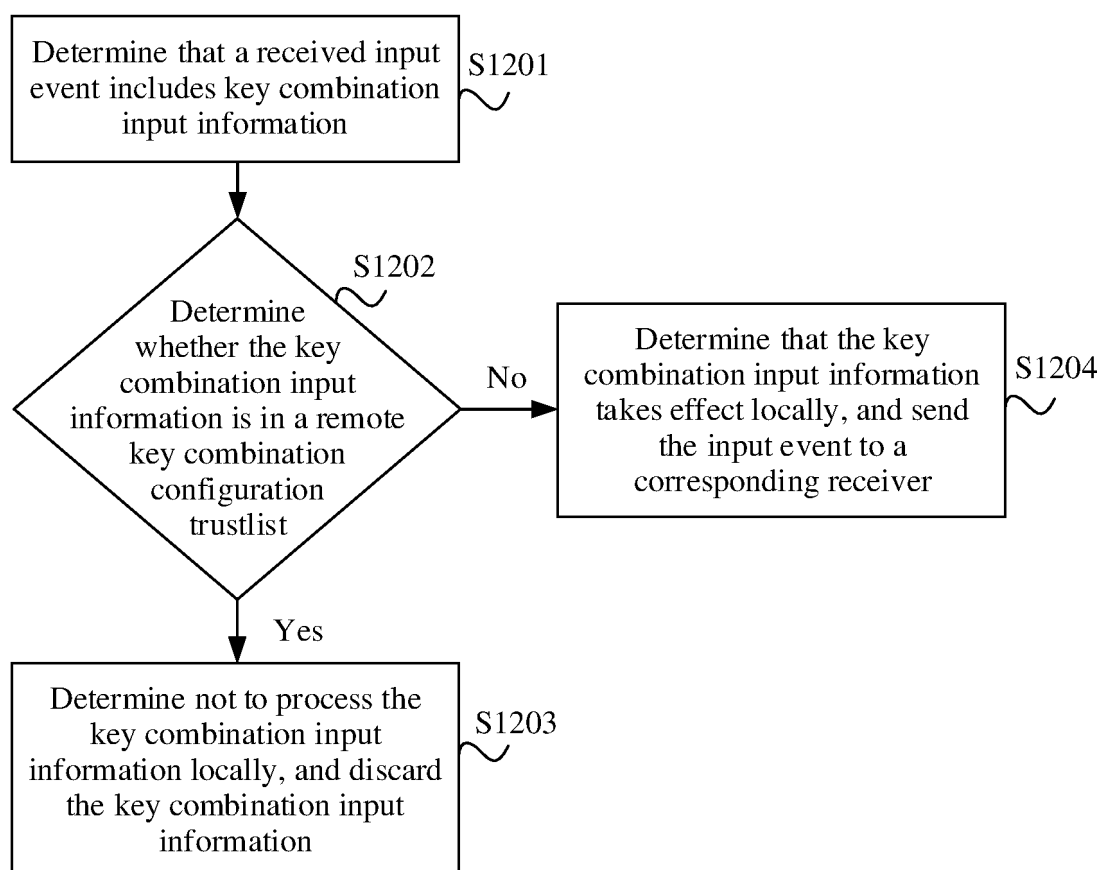 Determine that a received input
event includes key combination
input information
S1201
S1202
Determine
whether the key
combination input
information is in a remote
key combination
configuration
trustlist
No
Determine that the key
combination input information
takes effect locally, and send
the input event to a
corresponding receiver
S1204
Yes
Determine not to process the
key combination input
information locally, and discard
the key combination input
information
S1203